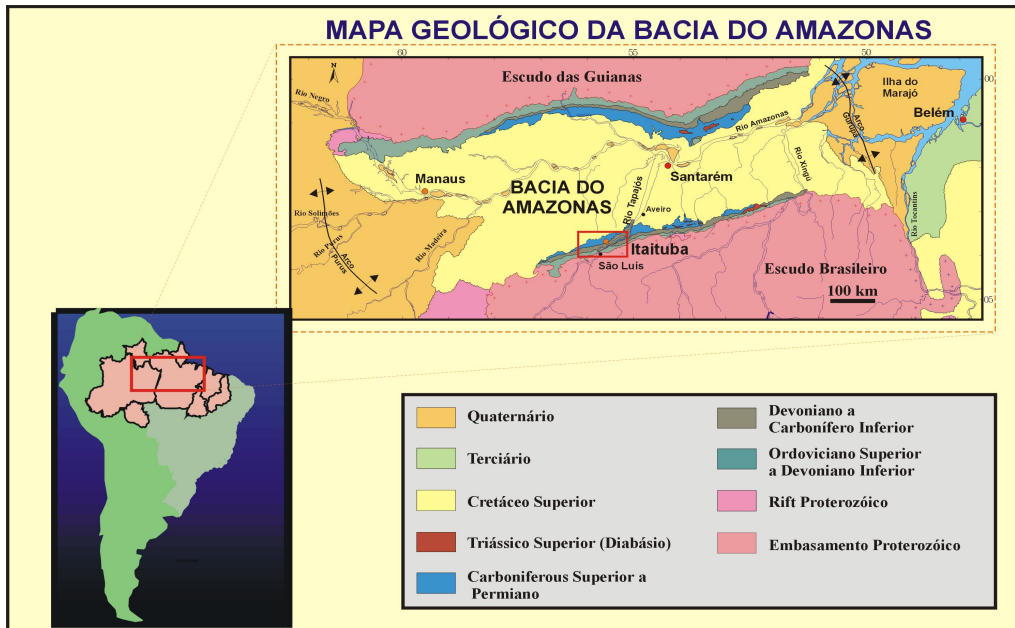 MAPA GEOLÓGICO DA BACIA DO AMAZONAS
60
55
50
N
Escudo das Guianas
00
Ilha do
Marajó
Rio Negro
Belém
Rio Amazonas
Arco
Gurupá
Manaus
BACIA DO
AMAZONAS
Santarém
Rio Xingú
Rio Tapajós
Aveiro
Rio Solimões
Rio Purus
Arco
Purus
Rio Madeira
Rio Tocantins
Itaituba
São Luis
Escudo Brasileiro
100 km
05
Quaternário
Terciário
Cretáceo Superior
Triássico Superior (Diabásio)
Carboniferous Superior a
Permiano
Devoniano a
Carbonífero Inferior
Ordoviciano Superior
a Devoniano Inferior
Rift Proterozóico
Embasamento Proterozóico